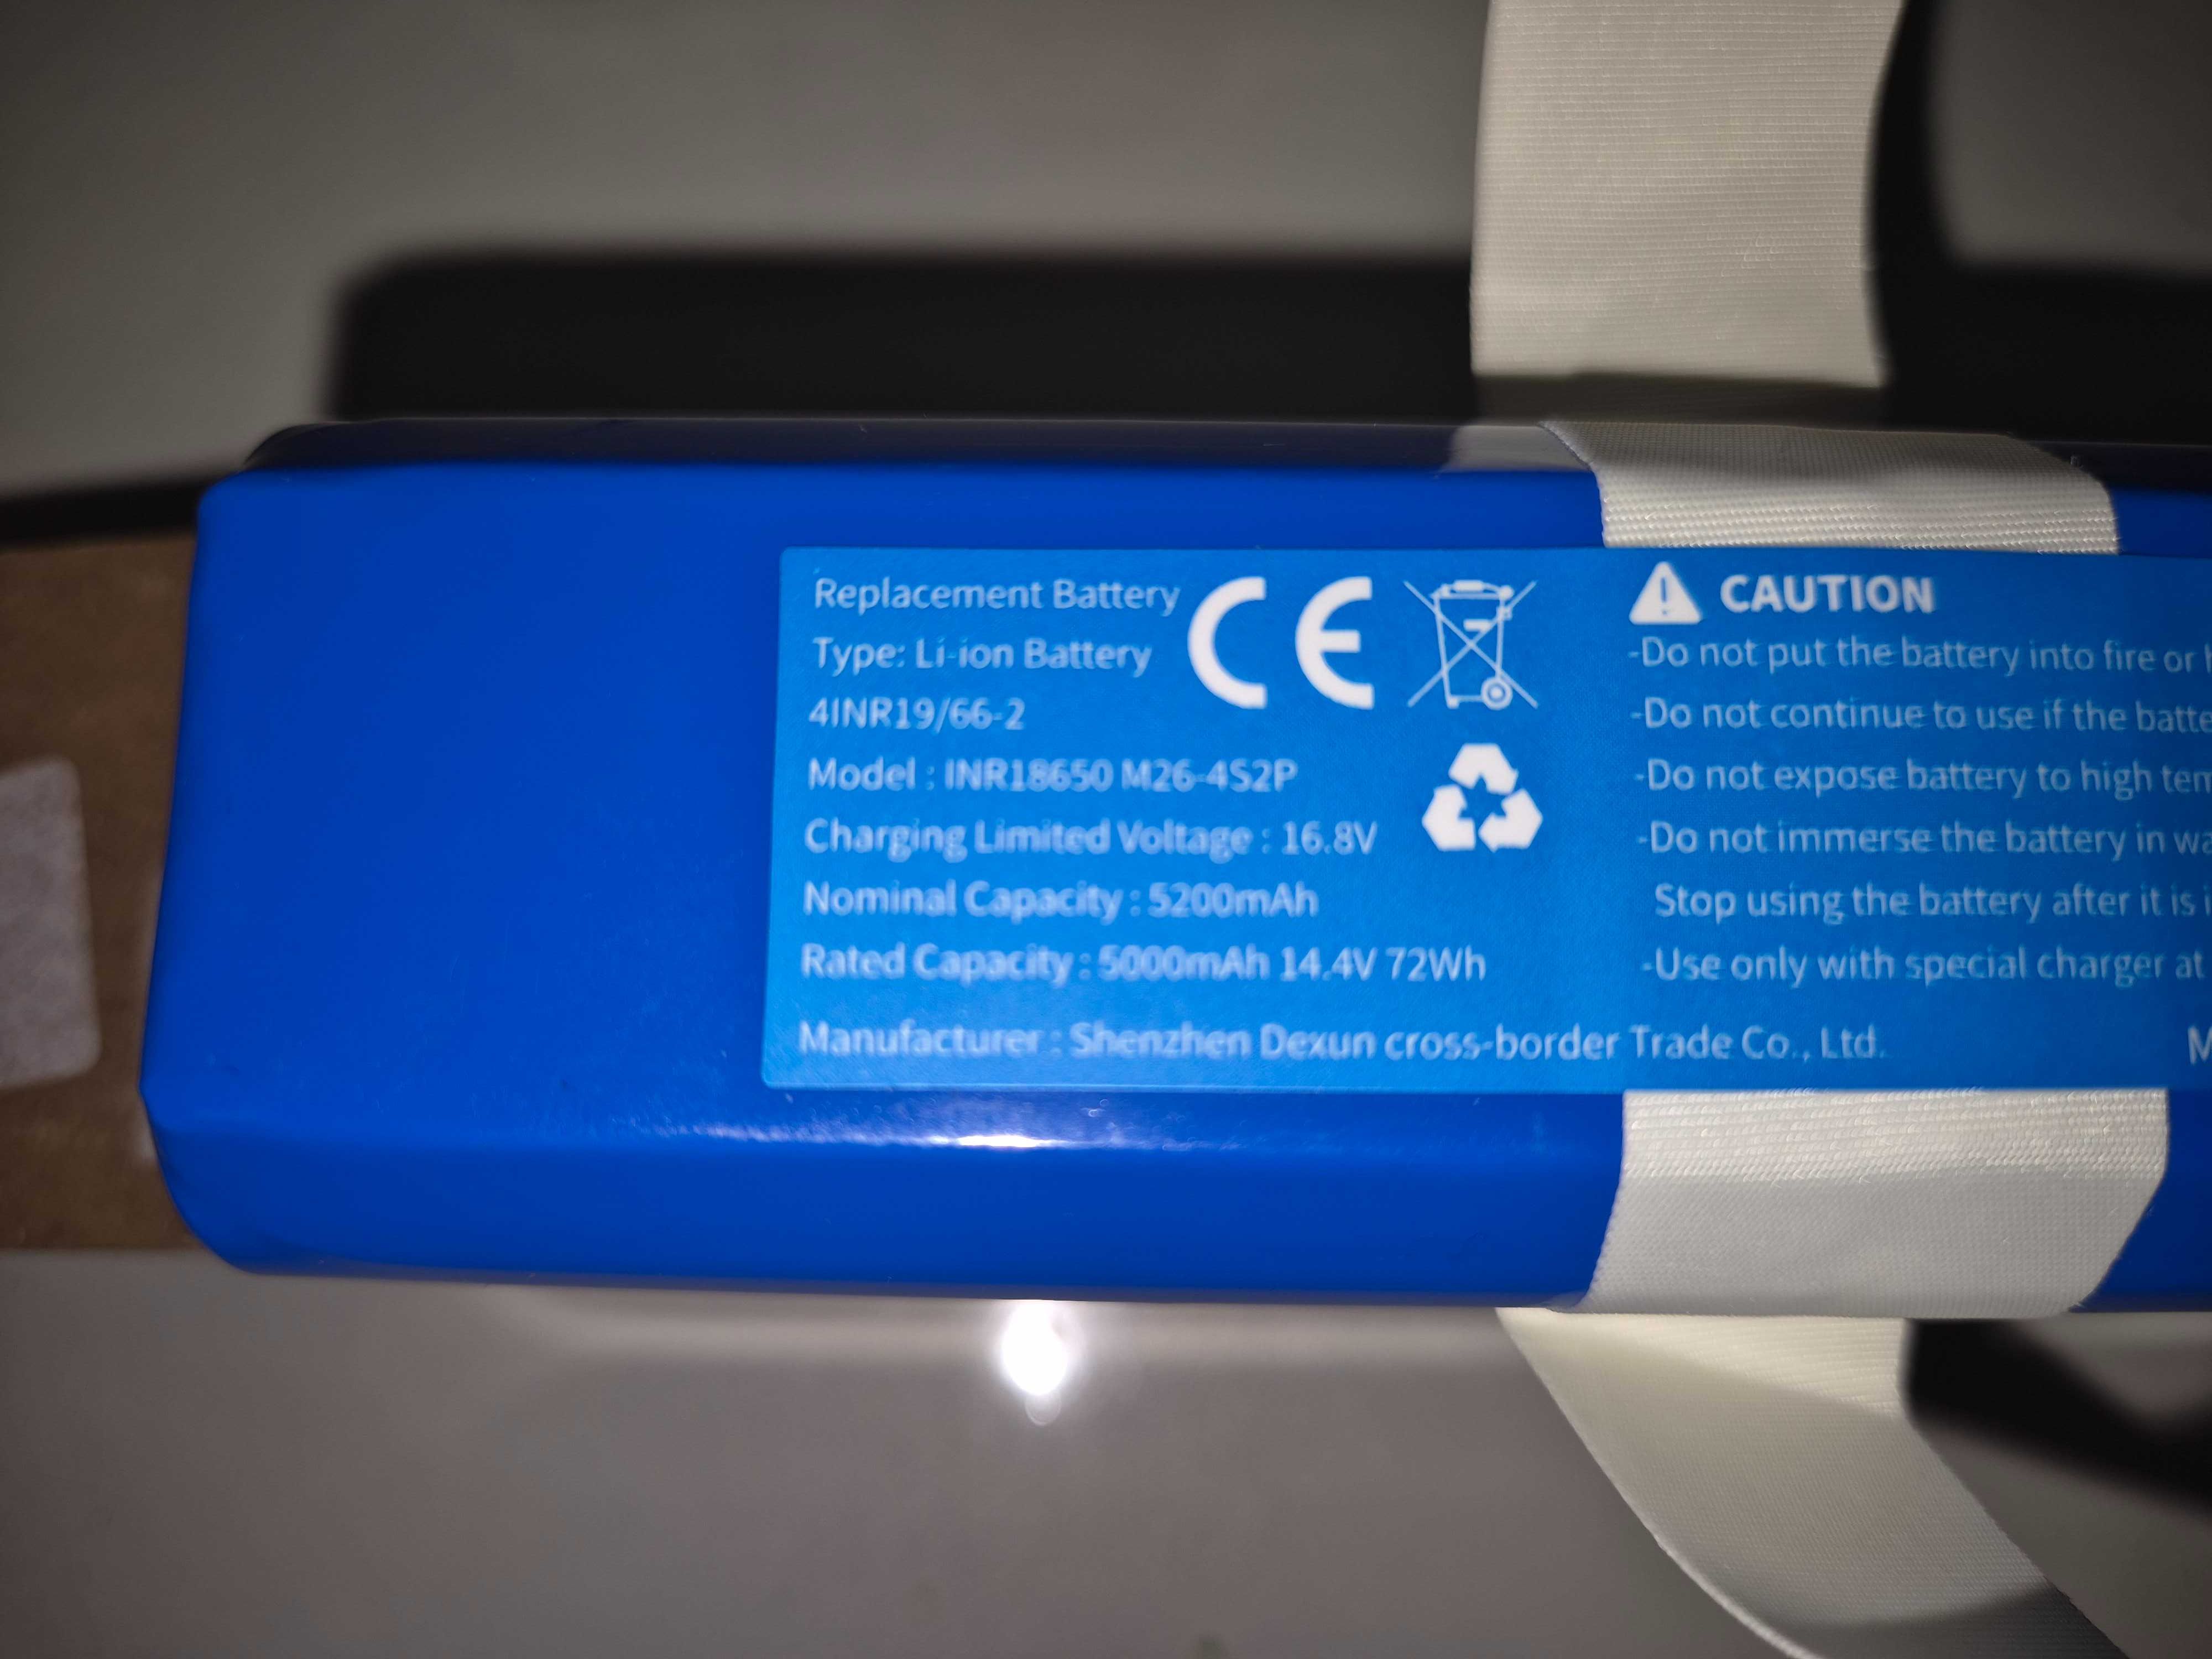 Replacement Battery
Type: Li-ion Battery
4INR19/66-2
Model : INR18650 M26-4S2P
Charging Limited Voltage : 16.8V
Nominal Capacity : 5200mAh
Rated Capacity : 5000mAh 14.4V 72Wh
Manufacturer : Shenzhen Dexun cross-border Trade Co., Ltd.
CE
CAUTION
-Do not put the battery into fire or
-Do not continue to use if the
-Do not expose battery to high
-Do not immerse the battery in
Stop using the battery after it is
-Use only with special charger at